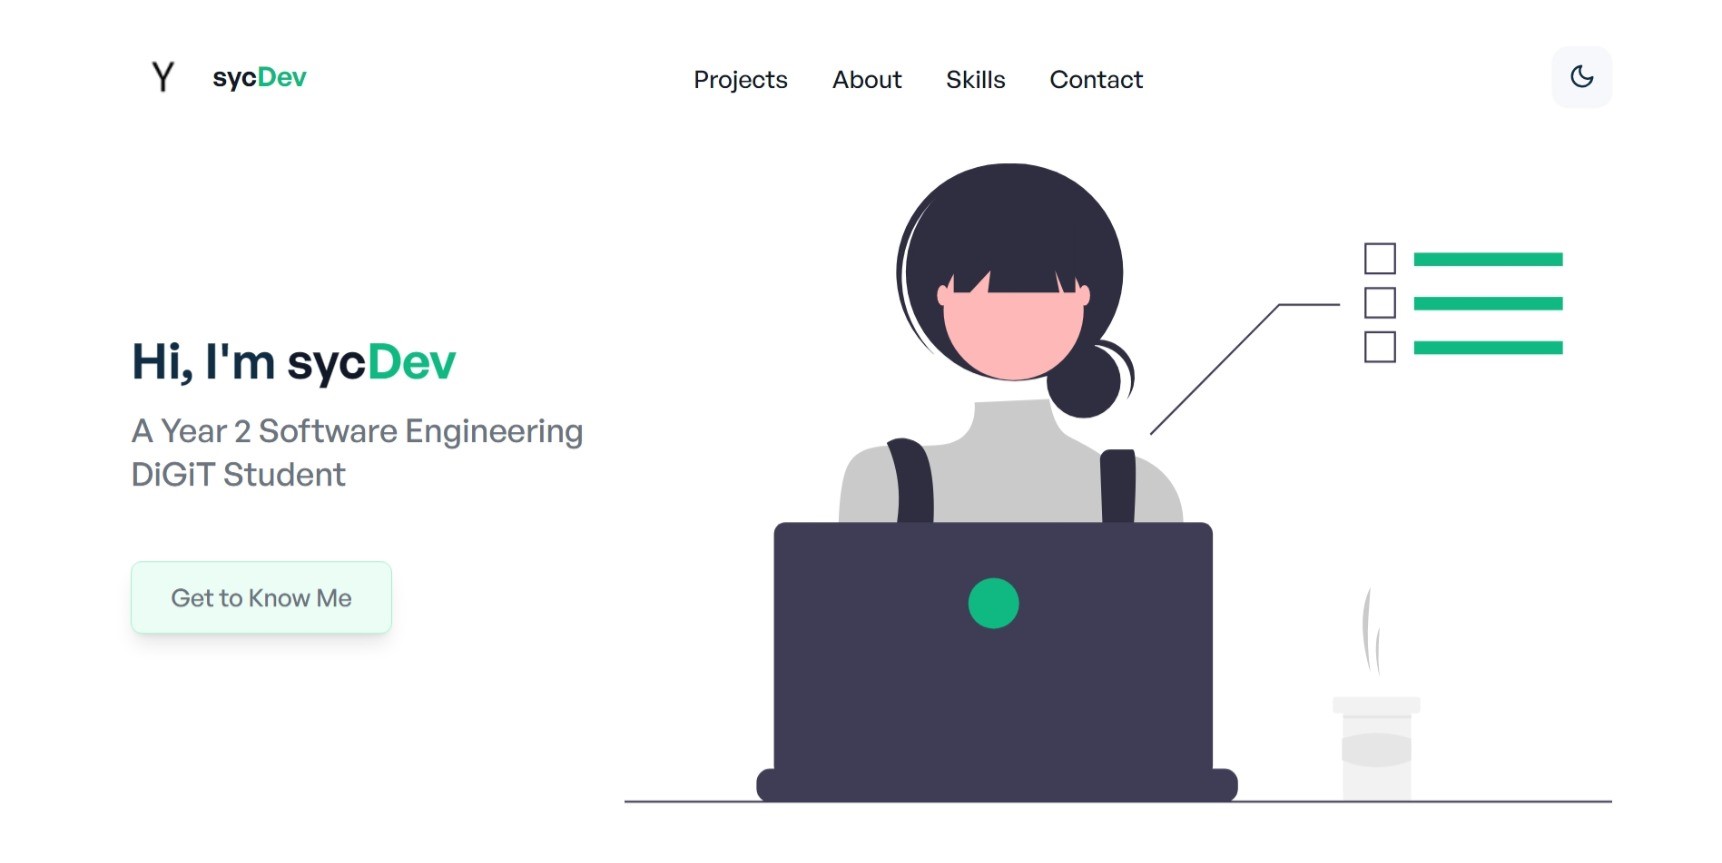 Y sycDev
Projects About Skills Contact
Hi, I'm sycDev
A Year 2 Software Engineering
DiGiT Student
Get to Know Me